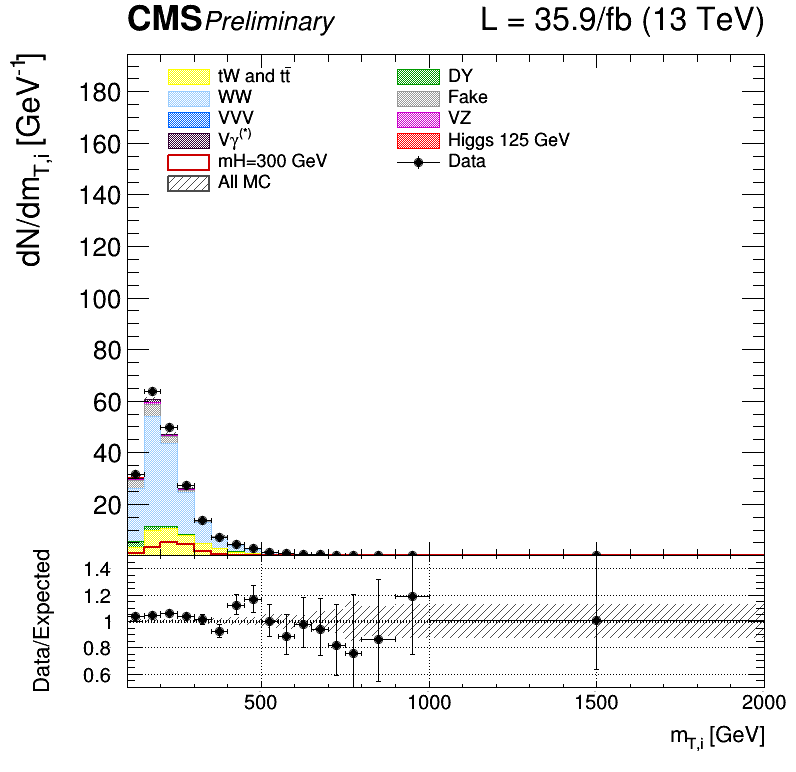 CMS Preliminary L = 35.9/fb (13 TeV)
dN/dm_{T,i} [GeV^{-1}]
180
160
140
120
100
80
60
40
20
tW and tt̅
WW
VVV
Vγ^{(*)}
mH=300 GeV
All MC
DY
Fake
VZ
Higgs 125 GeV
Data
Data/Expected
1.4
1.2
1
0.8
0.6
500 1000 1500 2000
m_{T,i} [GeV]